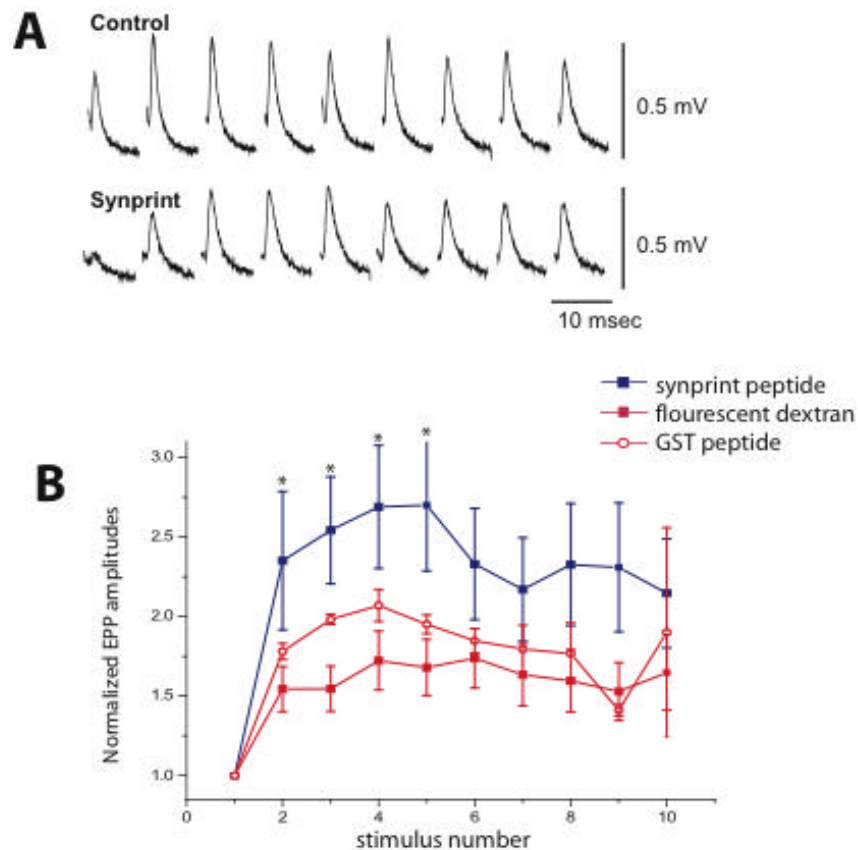 A
Control
0.5 mV
Synprint
0.5 mV
10 msec
synprint peptide
flourescent dextran
GST peptide
B
* * * *
Normalized EPP amplitudes
3.0
2.5
2.0
1.5
1.0
0 2 4 6 8 10
stimulus number